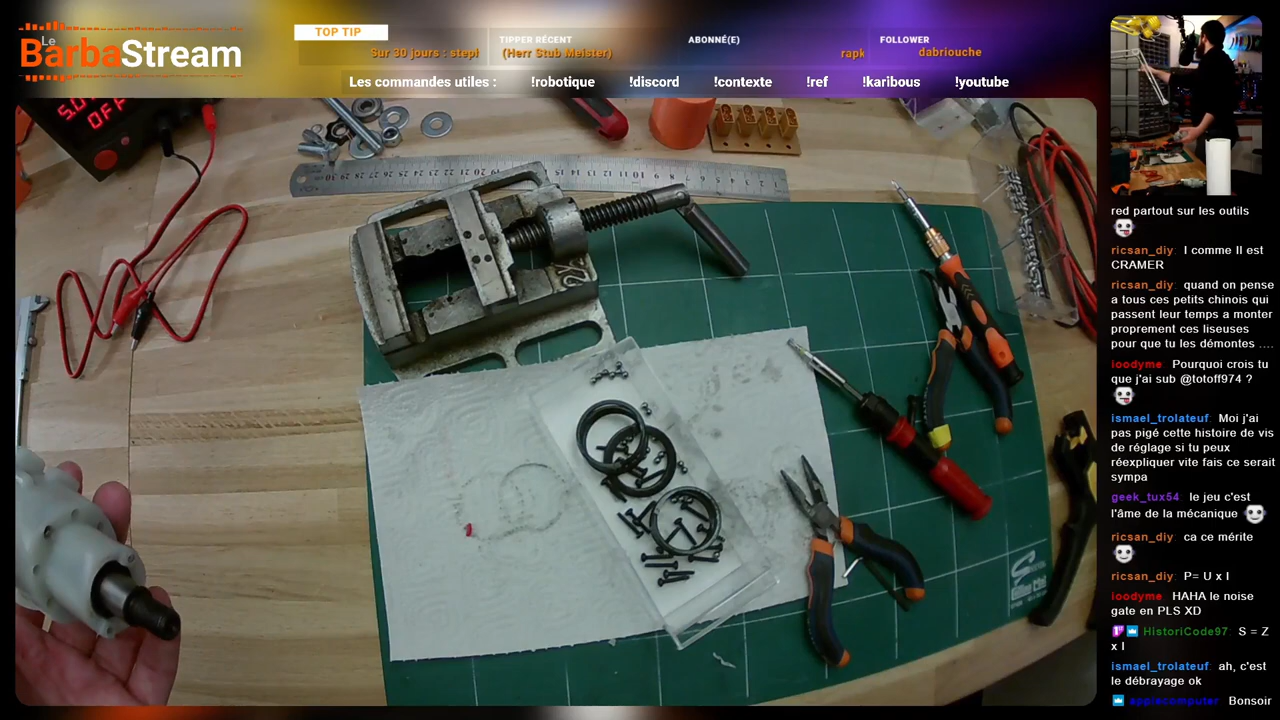 Le
BarbaStream
TOP TIP
Sur 30 jours : stepl
TIPPER RÉCENT
(Herr Stub Meister)
ABONNÉ(E)
rapk
FOLLOWER
dabriouche
Les commandes utiles : !robotique !discord !contexte !ref !karibous !youtube
5.0
OFF
red partout sur les outils
ricsan_diy: I comme Il est
CRAMER
ricsan_diy: quand on pense
a tous ces petits chinois qui
passent leur temps a monter
proprement ces liseuses
pour que tu les démontes ....
ioodyme: Pourquoi crois tu
que j'ai sub @totoff974 ?
ismael_trolateuf: Moi j'ai
pas pigé cette histoire de vis
de réglage si tu peux
réexpliquer vite fais ce serait
sympa
geek_tux54: le jeu c'est
l'âme de la mécanique
ricsan_diy: ca ce mérite
ricsan_diy: P= U x I
ioodyme: HAHA le noise
gate en PLS XD
HistoriCode97: S = Z
x I
ismael_trolateuf: ah, c'est
le débrayage ok
applecomputer: Bonsoir